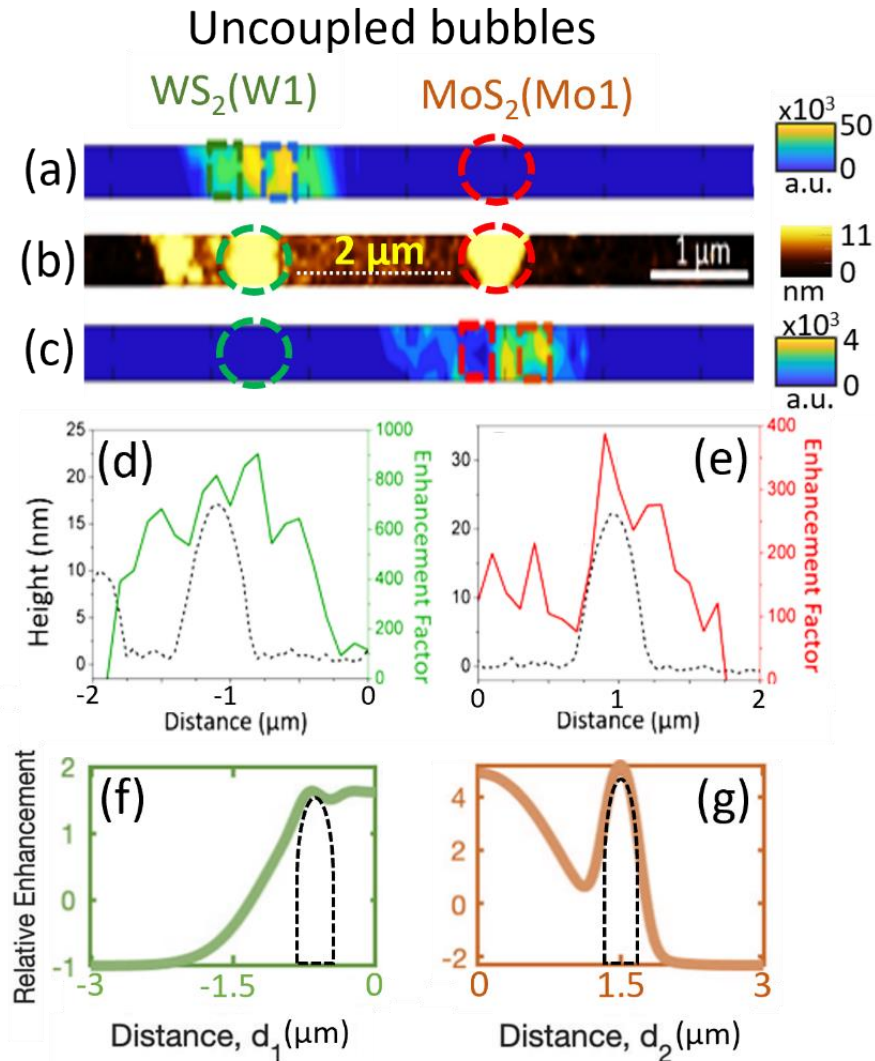 Uncoupled bubbles
WS₂(W1) MoS₂(Mo1)
(a) x10³ 50 0 a.u.
(b) 2 μm 1 μm 11 0 nm
(c) x10³ 4 0 a.u.
(d) Height (nm) 25 20 15 10 5 0 Enhancement Factor 1000 800 600 400 200 0
-2 -1 0
Distance (μm)
(e) 30 20 10 0 Enhancement Factor 400 300 200 100 0
0 1 2
Distance (μm)
(f) Relative Enhancement 2 1 0 -1
-3 -1.5 0
Distance, d₁(μm)
(g) 4 2 0 -2
0 1.5 3
Distance, d₂(μm)